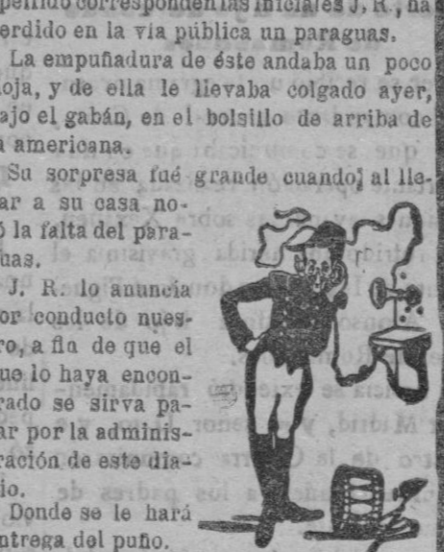 pellido corresponden las iniciales J. R., ha
erdido en la vía pública un paraguas.
La empuñadura de éste andaba un poco
loja, y de ella le llevaba colgado ayer,
ajo el gabán, en el bolsillo de arriba de
a americana.
Su sorpresa fué grande cuando; al lle-
ar a su casa no-
ó la falta del para-
uas.
J. R. lo anuncia
or conducto nues-
ro, a fin de que el
ue lo haya encon-
rado se sirva pa-
ar por la adminis-
ración de este dia-
io.
Donde se le hará
ntrega del puño.